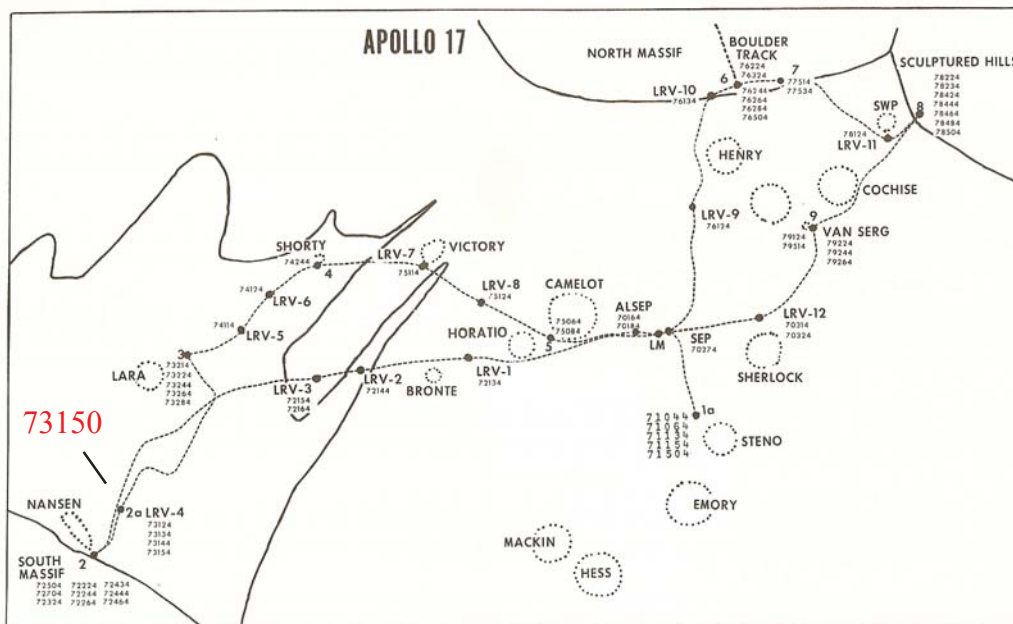 APOLLO 17
NORTH MASSIF
BOULDER
TRACK
76224
76324
6
76244
76264
76284
76504
7
77514
77534
SCULPTURED HILLS
78224
78234
78424
78444
78464
78484
78504
8
SWP
78124
LRV-11
LRV-10
76134
HENRY
COCHISE
LRV-9
76124
9
79124
79514
VAN SERG
79224
79244
79264
SHORTY
74244
4
LRV-7
75114
VICTORY
74124
LRV-6
LRV-8
75124
CAMELOT
75064
75084
5
HORATIO
ALSEP
70164
70184
LM
SEP
70274
LRV-12
70314
70324
SHERLOCK
74114
LRV-5
3
73214
73224
73244
73264
73284
LARA
LRV-3
72154
72164
LRV-2
72144
BRONTE
LRV-1
72134
1a
71044
71064
71134
71154
71504
STENO
73150
EMORY
NANSEN
2a LRV-4
73124
73134
73144
73154
MACKIN
HESS
2
SOUTH
MASSIF
72504 72224 72434
72704 72244 72444
72324 72264 72464